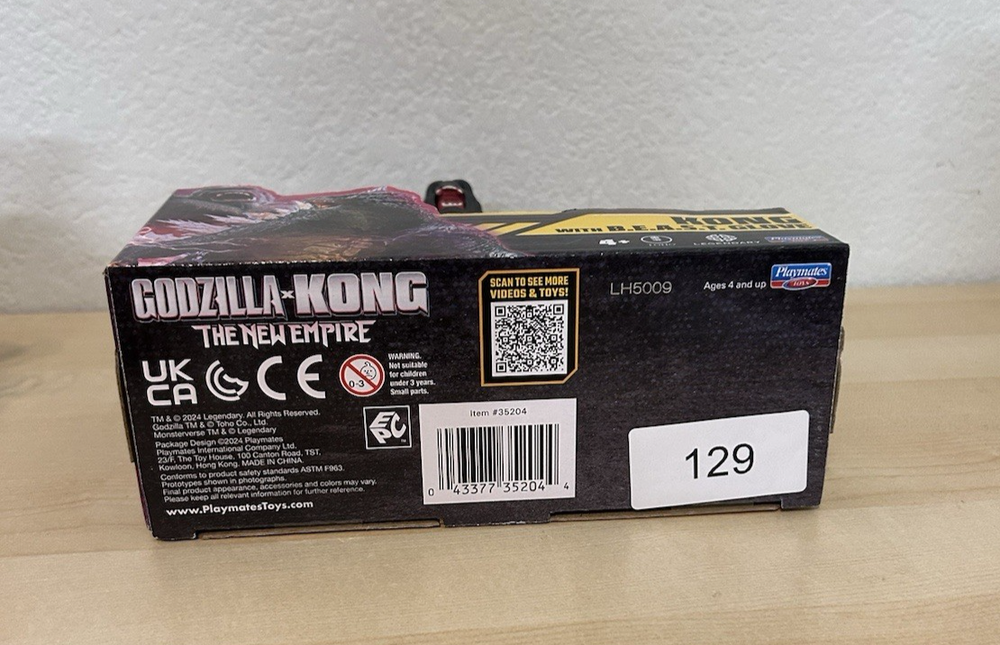 KONG
WITH B.E.A.S.T. GLOVE
4+
LEGENDARY
Playmates
GODZILLA x KONG
THE NEW EMPIRE
SCAN TO SEE MORE
VIDEOS & TOYS!
LH5009
Ages 4 and up
Playmates
TOYS
UK
CA
CE
0-3
WARNING.
Not suitable
for children
under 3 years.
Small parts.
TM & © 2024 Legendary. All Rights Reserved.
Godzilla TM & © Toho Co., Ltd.
Monsterverse TM & © Legendary
Package Design ©2024 Playmates
Playmates International Company Ltd.
23/F, The Toy House, 100 Canton Road, TST,
Kowloon, Hong Kong. MADE IN CHINA.
Conforms to product safety standards ASTM F963.
Prototypes shown in photographs.
Final product appearance, accessories and colors may vary.
Please keep all relevant information for further reference.
www.PlaymatesToys.com
EPC
TM
item #35204
0 43377 35204 4
129